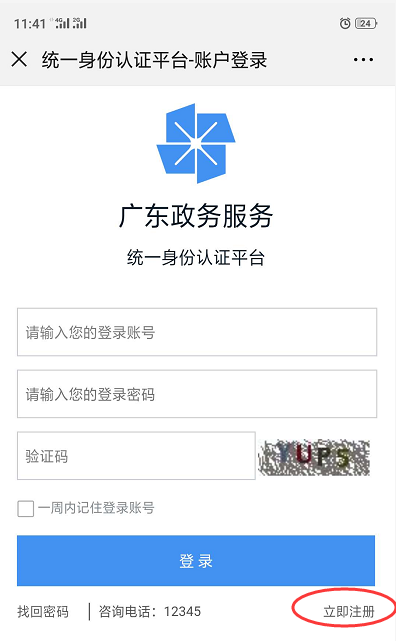 11:41 4G 2G 24
统一身份认证平台-账户登录
广东政务服务
统一身份认证平台
请输入您的登录账号
请输入您的登录密码
验证码 YUP5
一周内记住登录账号
登录
找回密码 | 咨询电话：12345 立即注册